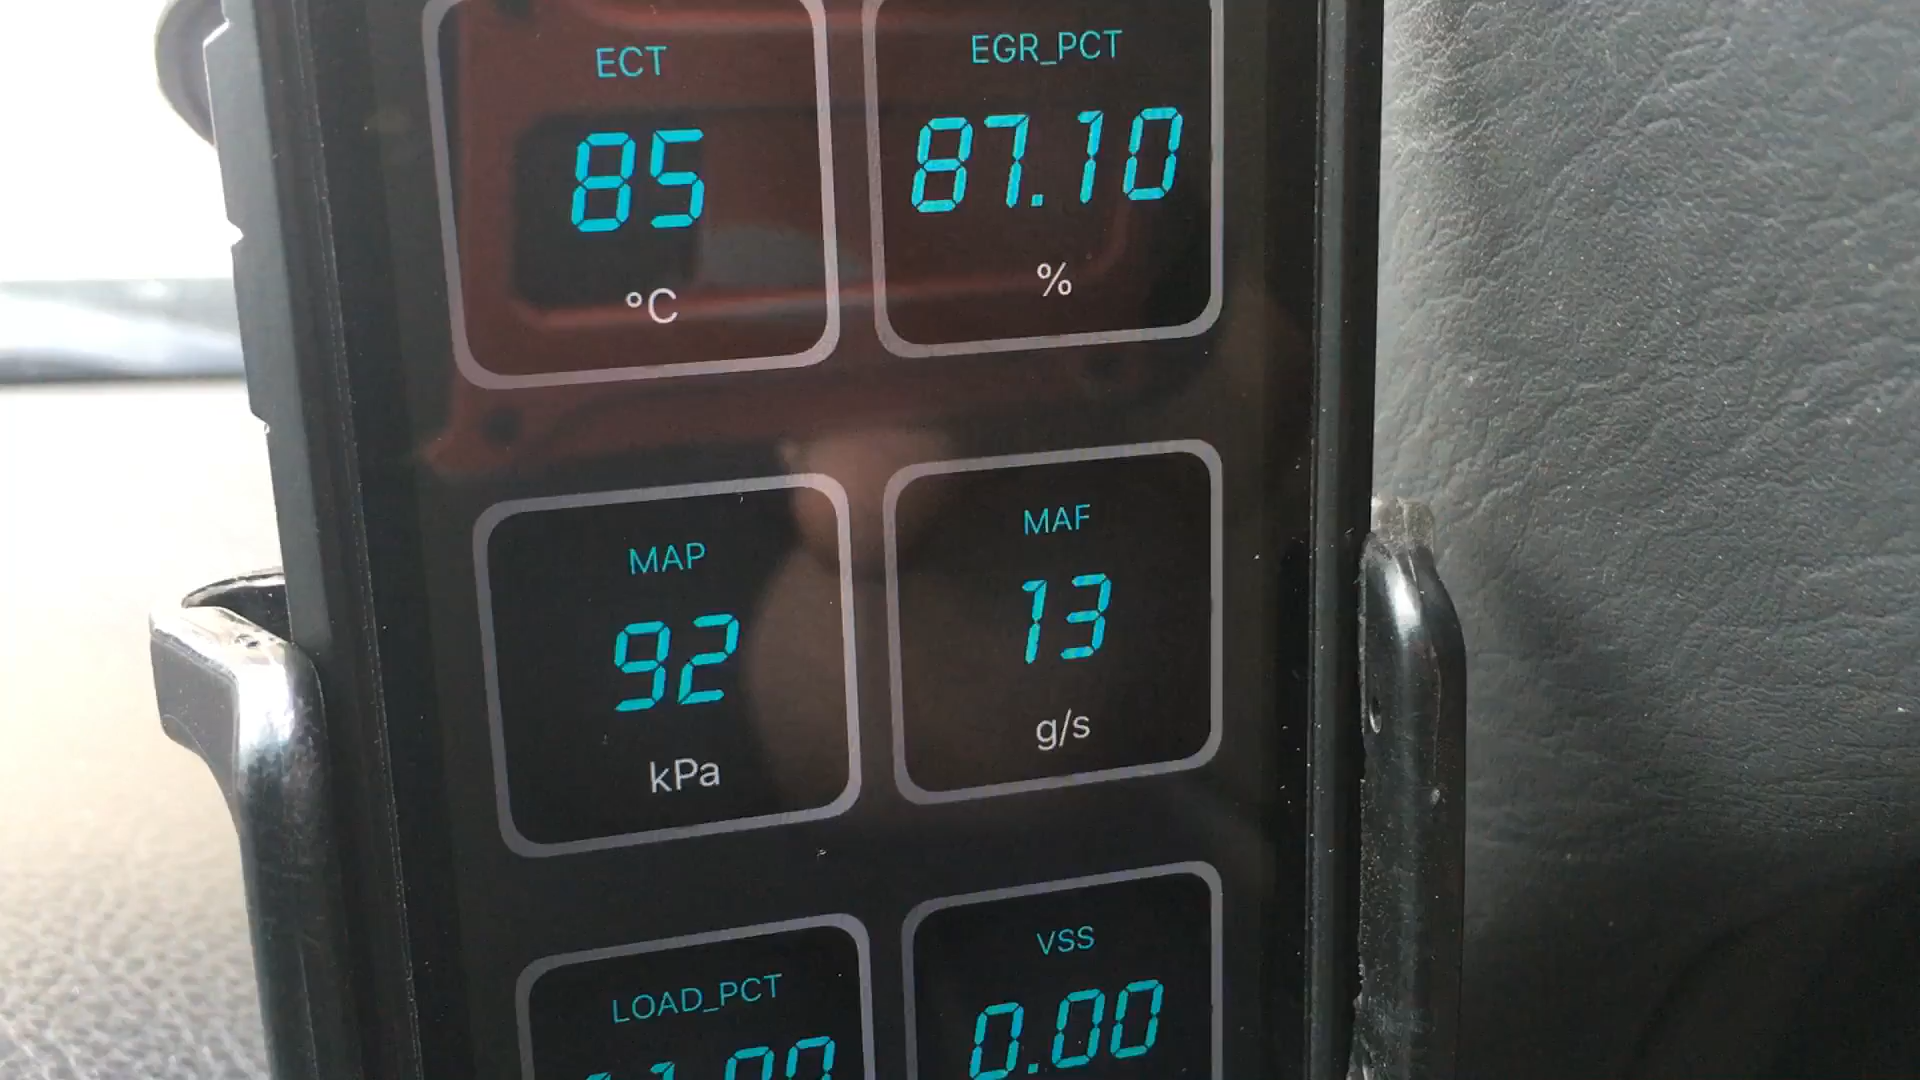 ECT
85
°C
EGR_PCT
87.10
%
MAP
92
kPa
MAF
13
g/s
LOAD_PCT
VSS
0.00